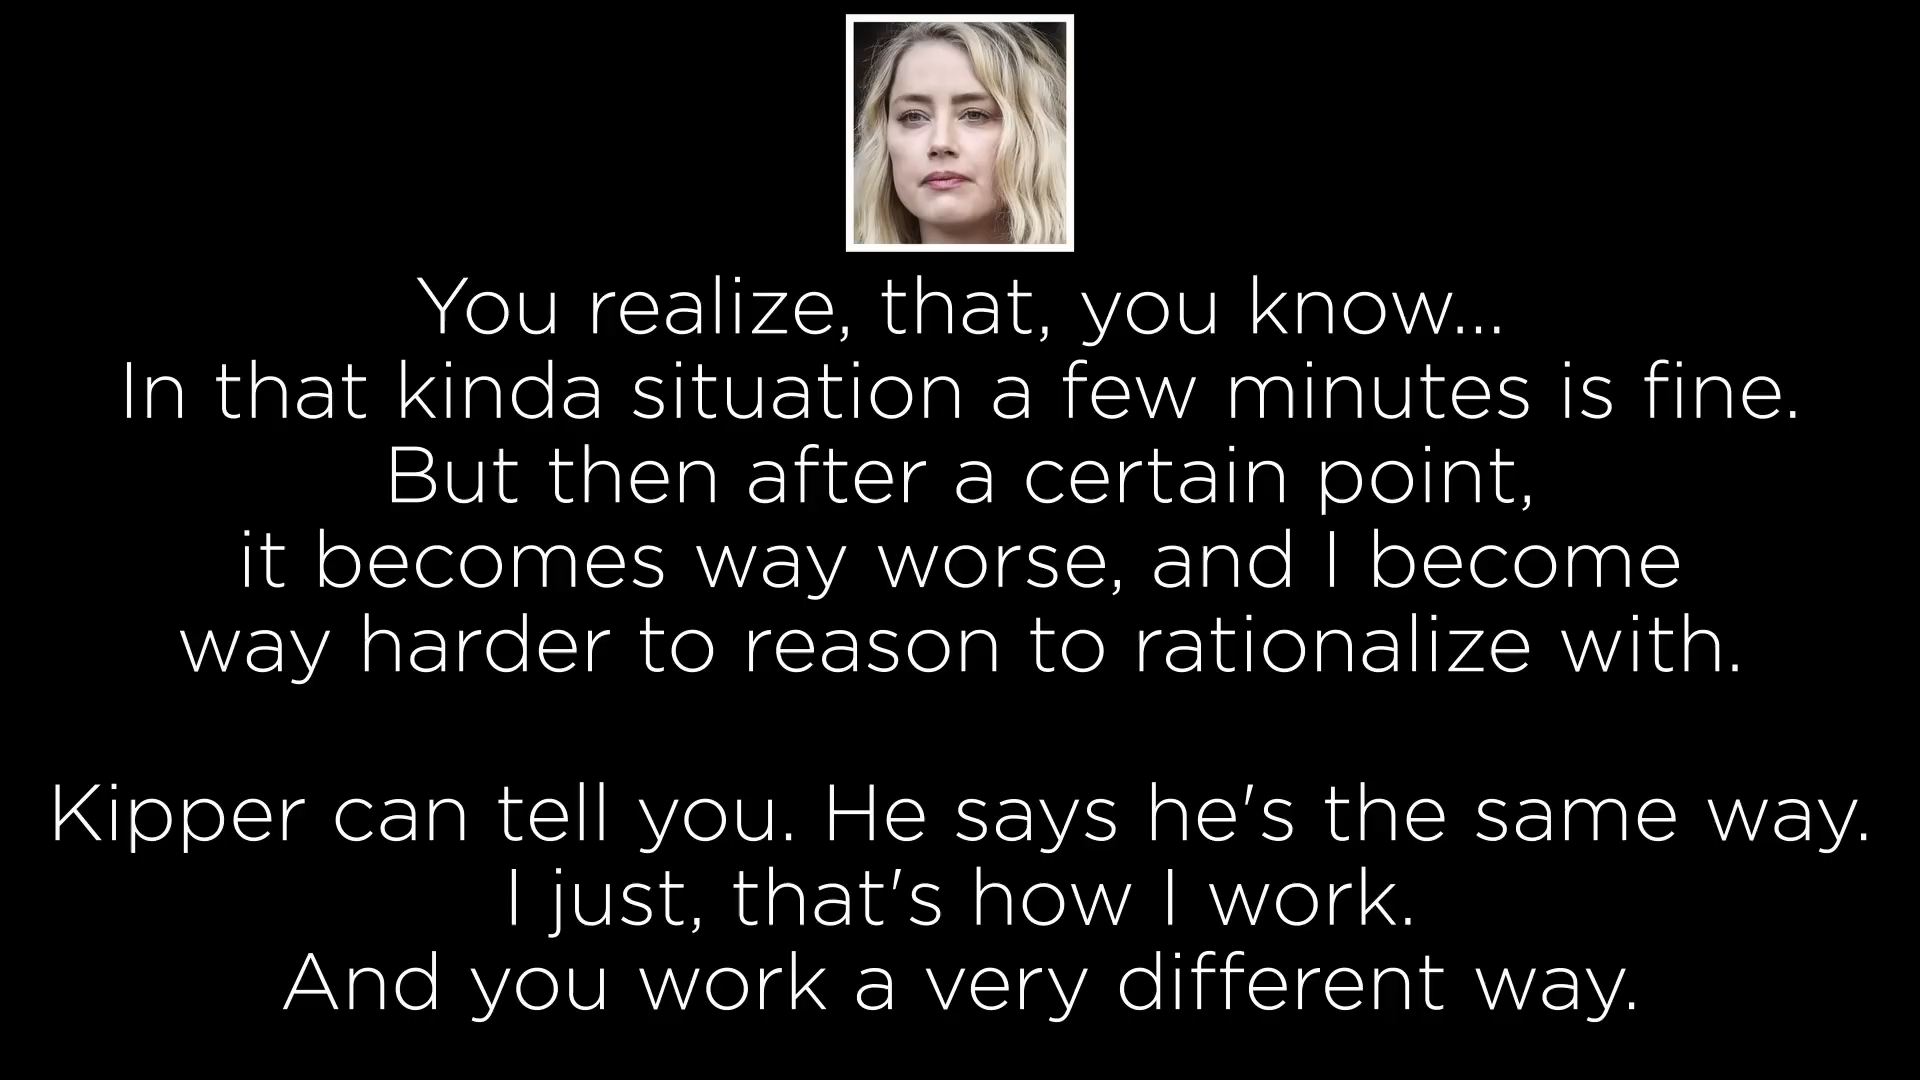 You realize, that, you know...
In that kinda situation a few minutes is fine.
But then after a certain point,
it becomes way worse, and I become
way harder to reason to rationalize with.
Kipper can tell you. He says he's the same way.
I just, that's how I work.
And you work a very different way.